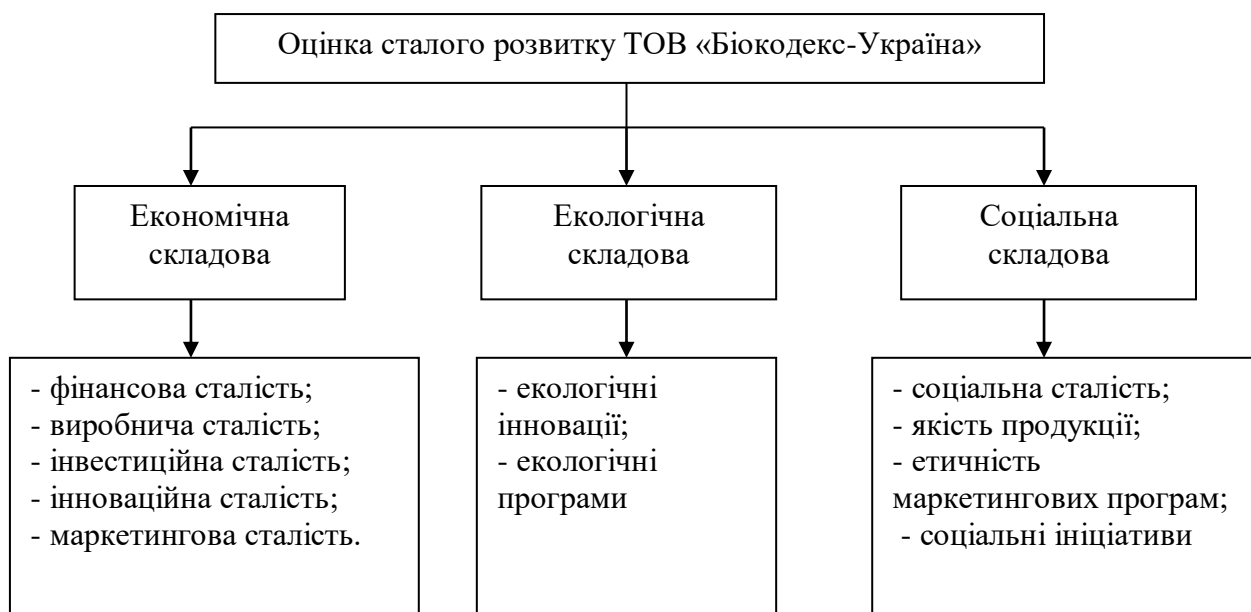 Оцінка сталого розвитку ТОВ «Біокодекс-Україна»
Економічна
складова
Екологічна
складова
Соціальна
складова
- фінансова сталість;
- виробнича сталість;
- інвестиційна сталість;
- інноваційна сталість;
- маркетингова сталість.
- екологічні
інновації;
- екологічні
програми
- соціальна сталість;
- якість продукції;
- етичність
маркетингових програм;
- соціальні ініціативи